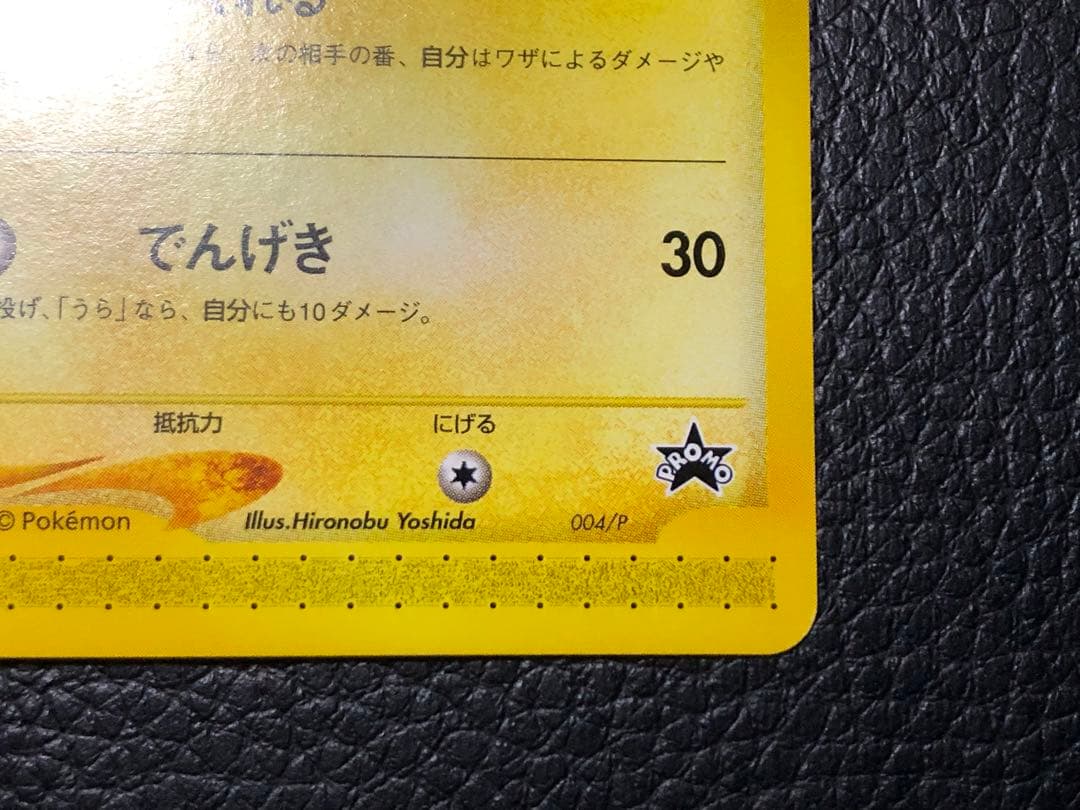 れる
次の相手の番、自分はワザによるダメージや
でんげき 30
投げ、「うら」なら、自分にも10ダメージ。
抵抗力 にげる
PROMO
© Pokémon Illus.Hironobu Yoshida 004/P